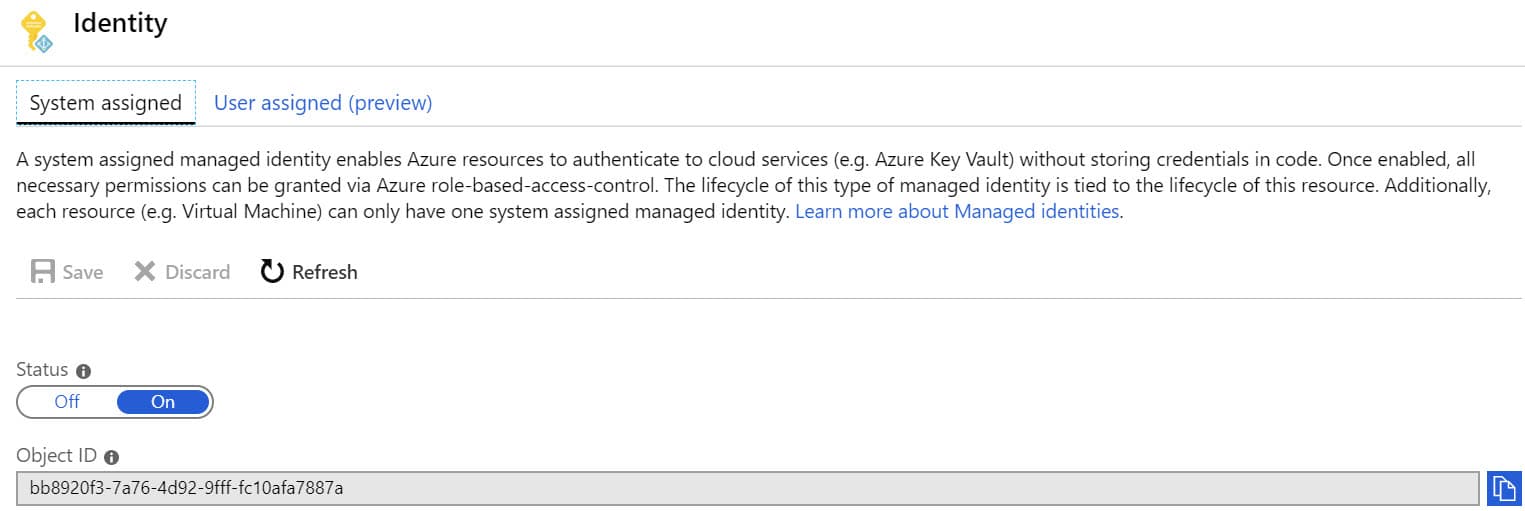 Identity
System assigned
User assigned (preview)
A system assigned managed identity enables Azure resources to authenticate to cloud services (e.g. Azure Key Vault) without storing credentials in code. Once enabled, all
necessary permissions can be granted via Azure role-based-access-control. The lifecycle of this type of managed identity is tied to the lifecycle of this resource. Additionally,
each resource (e.g. Virtual Machine) can only have one system assigned managed identity. Learn more about Managed identities.
Save Discard Refresh
Status
Off On
Object ID
bb8920f3-7a76-4d92-9fff-fc10afa7887a